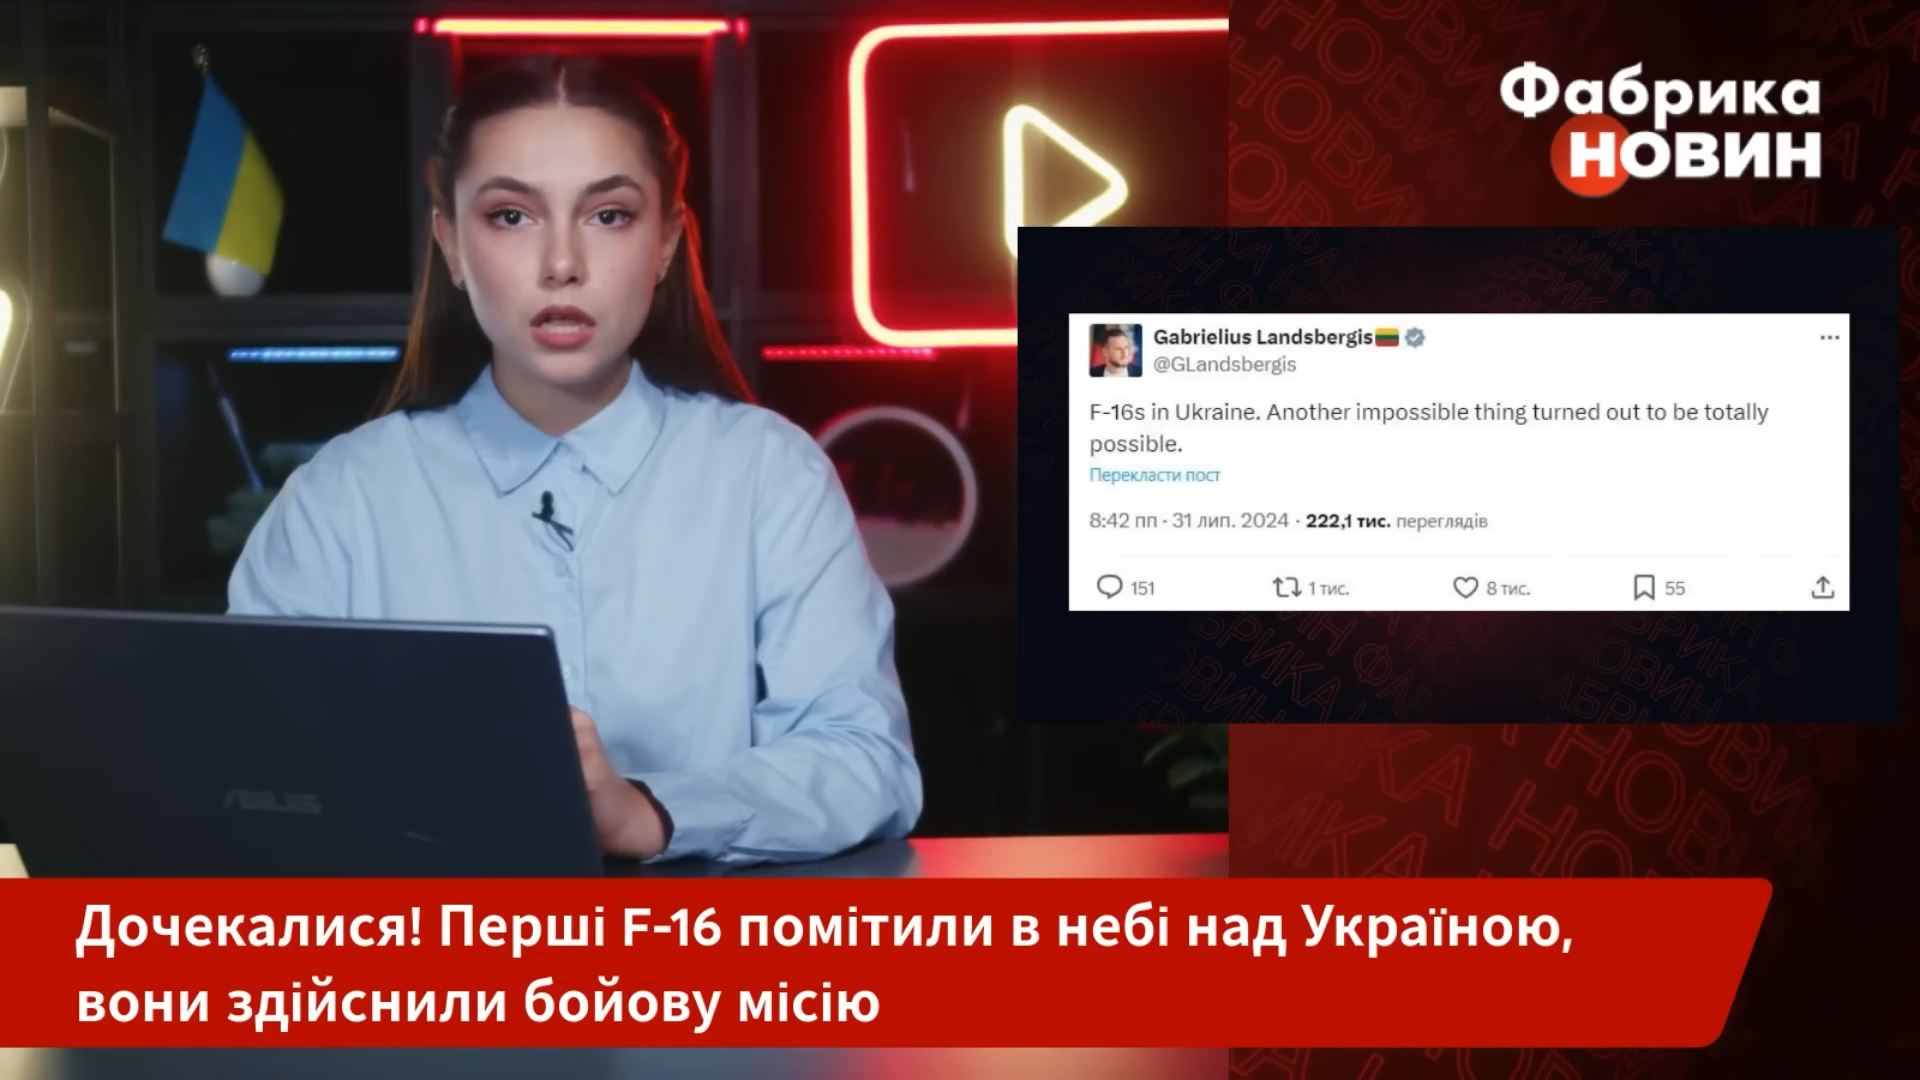 Фабрика
НОВИН
Gabrielius Landsbergis
@GLandsbergis
F-16s in Ukraine. Another impossible thing turned out to be totally
possible.
Перекласти пост
8:42 пп · 31 лип. 2024 · 222,1 тис. переглядів
151 1 тис. 8 тис. 55
ASUS
Дочекалися! Перші F-16 помітили в небі над Україною,
вони здійснили бойову місію